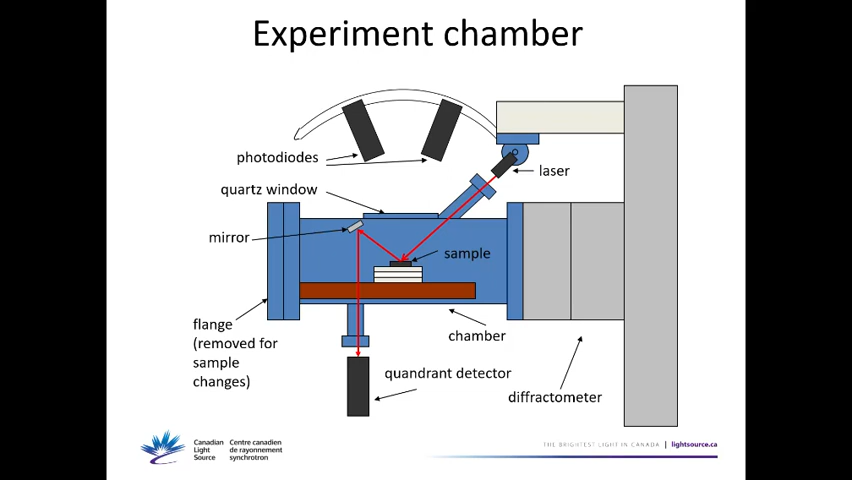 Experiment chamber
photodiodes
laser
quartz window
mirror
sample
flange
(removed for
sample
changes)
chamber
quandrant detector
diffractometer
Canadian
Light
Source
Centre canadien
de rayonnement
synchrotron
THE BRIGHTEST LIGHT IN CANADA | lightsource.ca